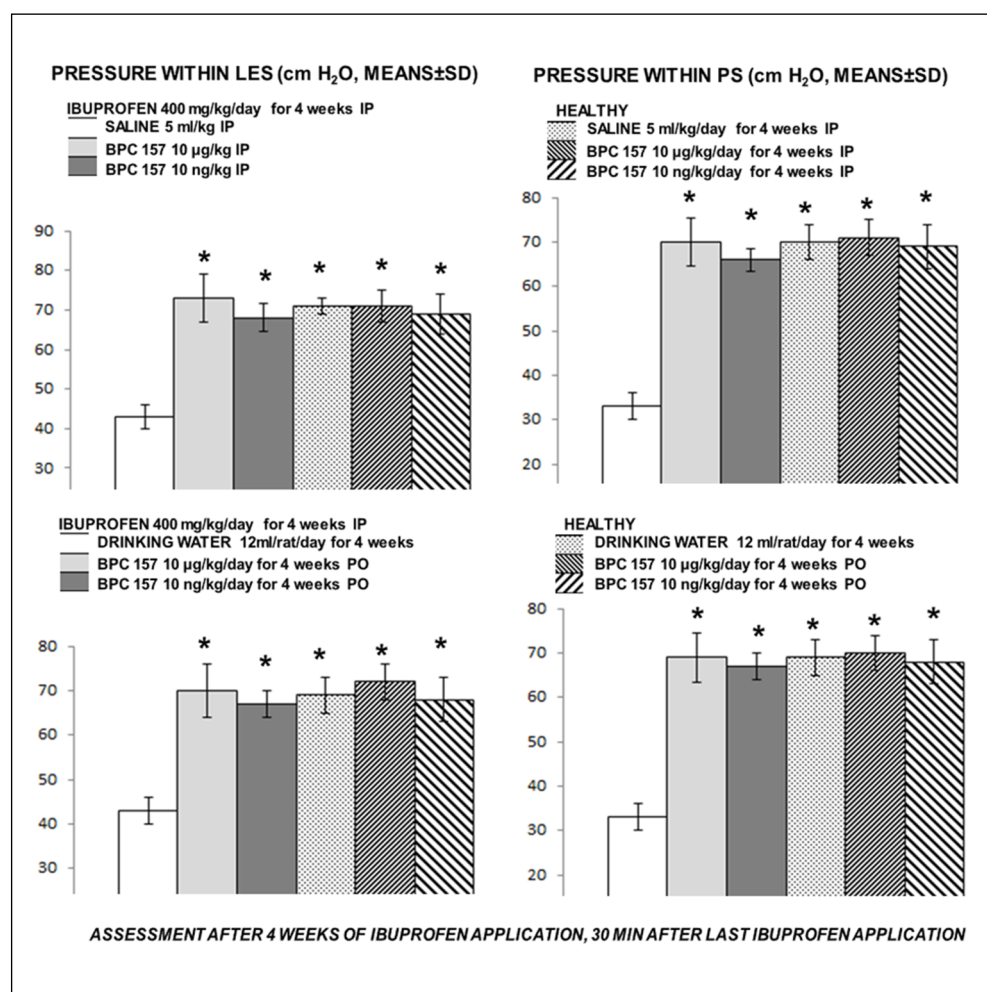 PRESSURE WITHIN LES (cm H₂O, MEANS±SD)
IBUPROFEN 400 mg/kg/day for 4 weeks IP
SALINE 5 ml/kg IP
BPC 157 10 µg/kg IP
BPC 157 10 ng/kg IP
90
80
70
60
50
40
30
* * * * *
PRESSURE WITHIN PS (cm H₂O, MEANS±SD)
HEALTHY
SALINE 5 ml/kg/day for 4 weeks IP
BPC 157 10 µg/kg/day for 4 weeks IP
BPC 157 10 ng/kg/day for 4 weeks IP
80
70
60
50
40
30
20
* * * * *
IBUPROFEN 400 mg/kg/day for 4 weeks IP
DRINKING WATER 12ml/rat/day for 4 weeks
BPC 157 10 µg/kg/day for 4 weeks PO
BPC 157 10 ng/kg/day for 4 weeks PO
80
70
60
50
40
30
* * * * *
HEALTHY
DRINKING WATER 12 ml/rat/day for 4 weeks
BPC 157 10 µg/kg/day for 4 weeks PO
BPC 157 10 ng/kg/day for 4 weeks PO
80
70
60
50
40
30
20
* * * * *
ASSESSMENT AFTER 4 WEEKS OF IBUPROFEN APPLICATION, 30 MIN AFTER LAST IBUPROFEN APPLICATION